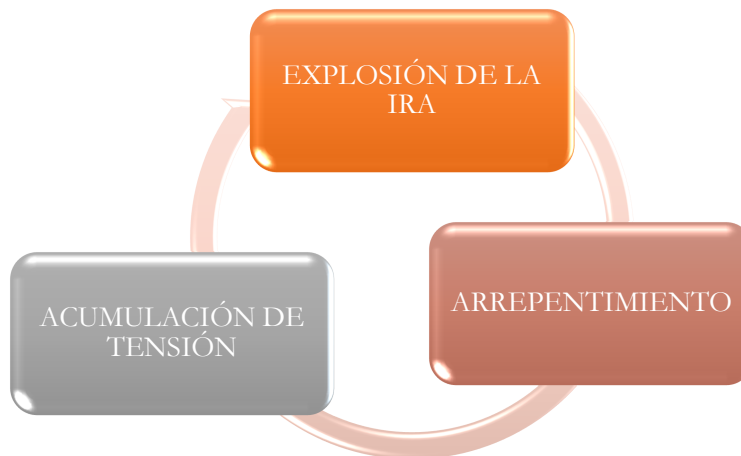 EXPLOSIÓN DE LA
IRA
ARREPENTIMIENTO
ACUMULACIÓN DE
TENSIÓN